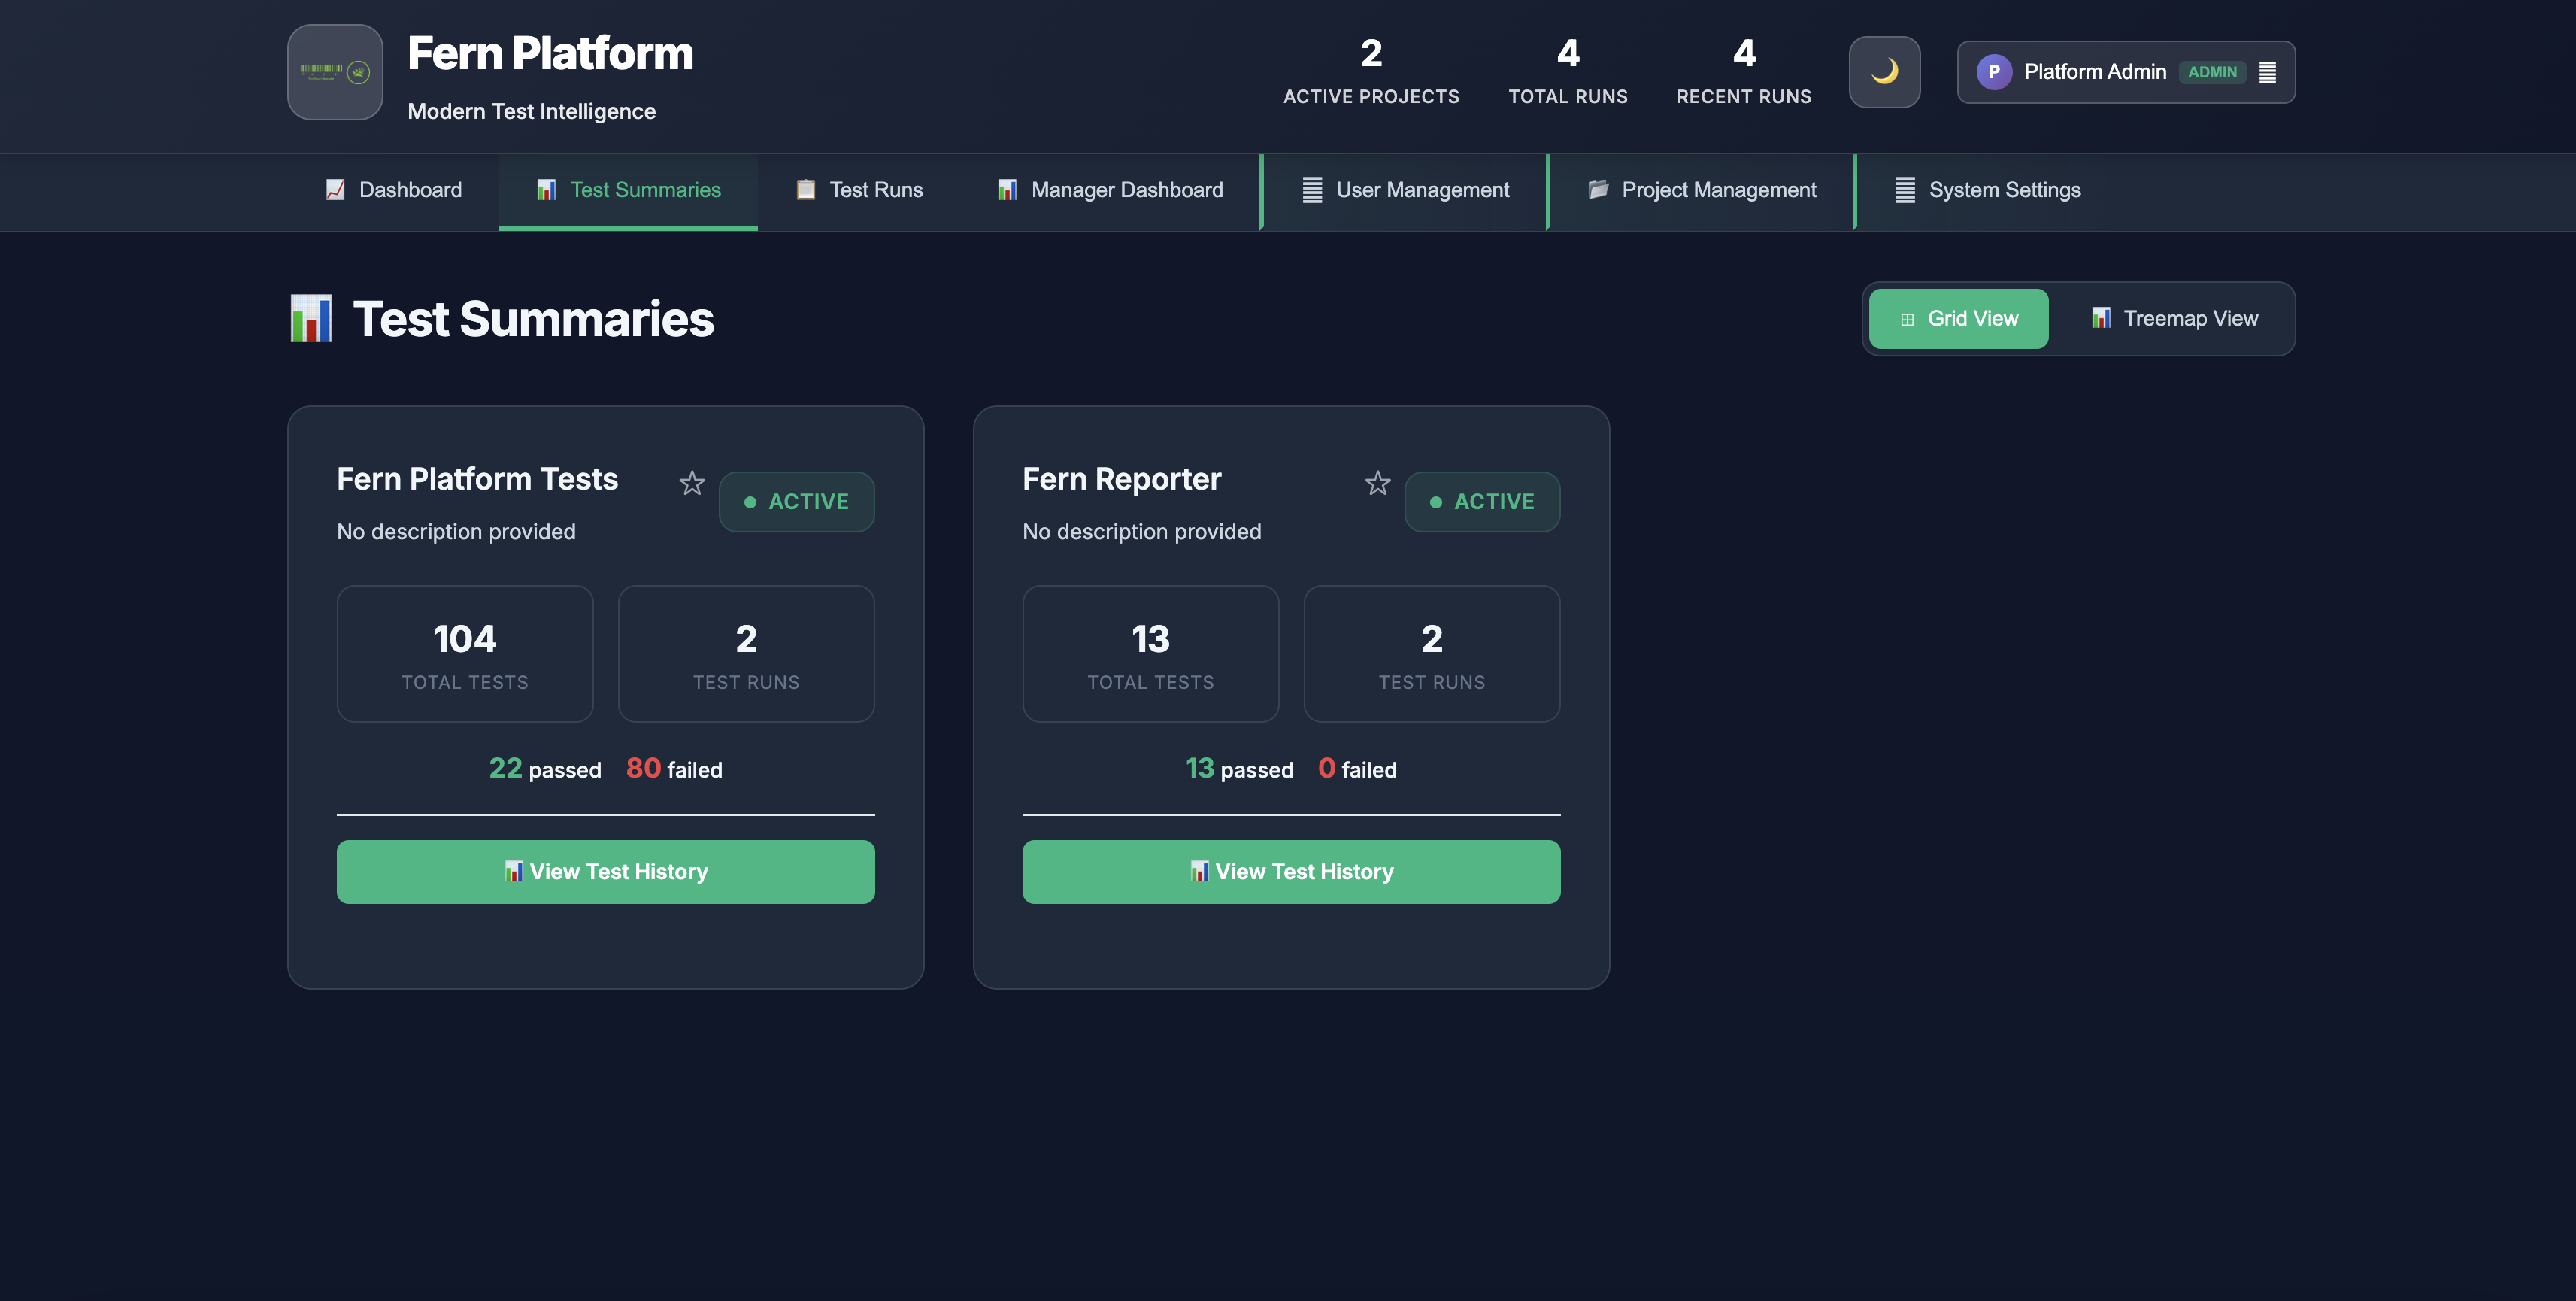 Fern Platform
Modern Test Intelligence
2
ACTIVE PROJECTS
4
TOTAL RUNS
4
RECENT RUNS
P Platform Admin ADMIN
Dashboard
Test Summaries
Test Runs
Manager Dashboard
User Management
Project Management
System Settings
Test Summaries
Grid View
Treemap View
Fern Platform Tests
ACTIVE
No description provided
104
TOTAL TESTS
2
TEST RUNS
22 passed 80 failed
View Test History
Fern Reporter
ACTIVE
No description provided
13
TOTAL TESTS
2
TEST RUNS
13 passed 0 failed
View Test History